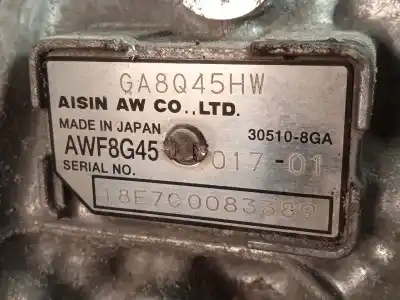 GA8Q45HW
AISIN AW CO.,LTD.
MADE IN JAPAN 30510-8GA
AWF8G45 017-01
SERIAL NO.